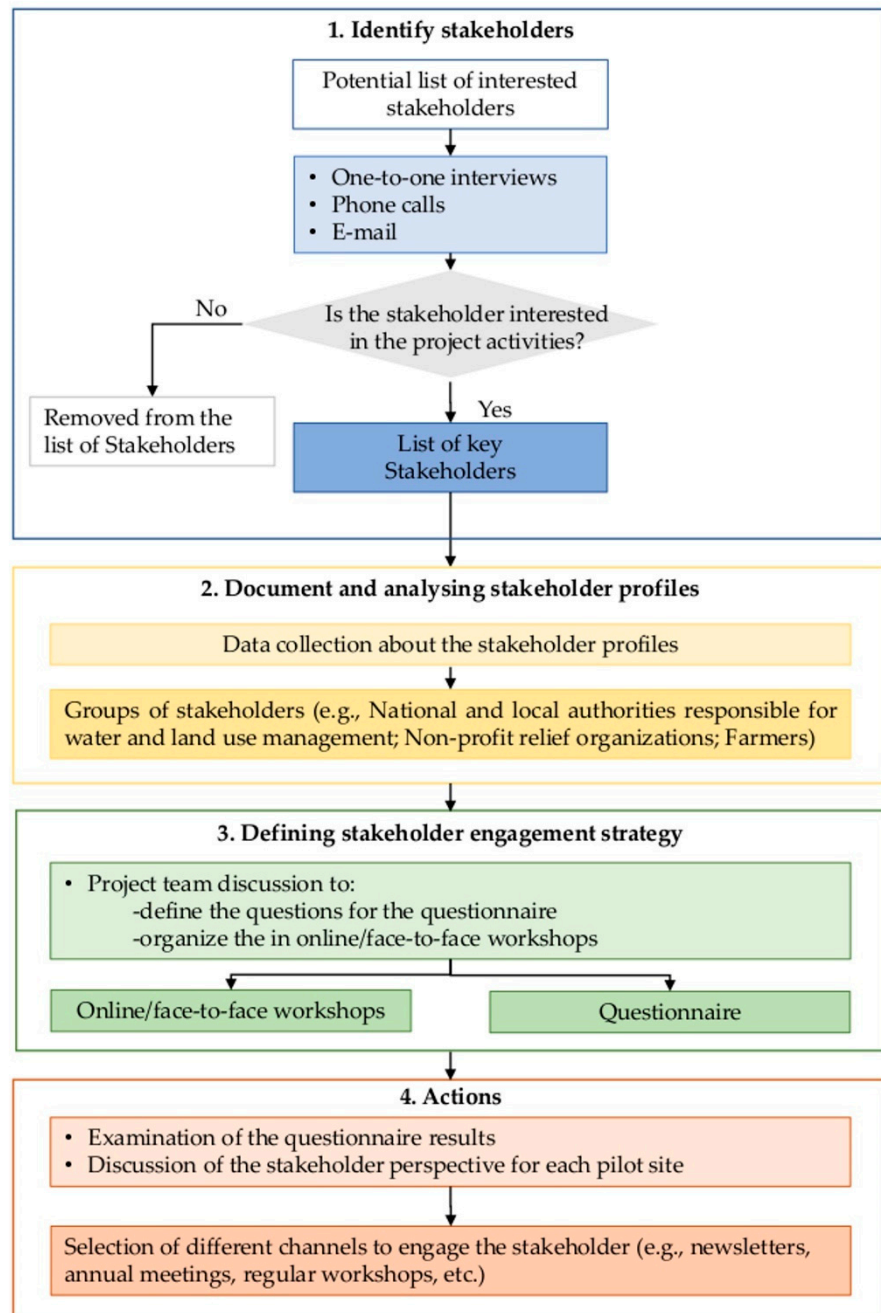 1. Identify stakeholders
Potential list of interested
stakeholders
• One-to-one interviews
• Phone calls
• E-mail
No
Is the stakeholder interested
in the project activities?
Removed from the
list of Stakeholders
Yes
List of key
Stakeholders
2. Document and analysing stakeholder profiles
Data collection about the stakeholder profiles
Groups of stakeholders (e.g., National and local authorities responsible for
water and land use management; Non-profit relief organizations; Farmers)
3. Defining stakeholder engagement strategy
• Project team discussion to:
-define the questions for the questionnaire
-organize the in online/face-to-face workshops
Online/face-to-face workshops
Questionnaire
4. Actions
• Examination of the questionnaire results
• Discussion of the stakeholder perspective for each pilot site
Selection of different channels to engage the stakeholder (e.g., newsletters,
annual meetings, regular workshops, etc.)